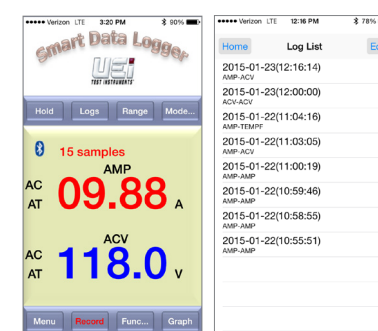 Verizon LTE 3:20 PM 90%
Smart Data Logger
UEi
TEST INSTRUMENTS
Hold Logs Range Mode...
15 samples
AMP
AC
AT 09.88 A
ACV
AC
AT 118.0 V
Menu Record Func... Graph
Verizon LTE 12:16 PM 78%
Home Log List
2015-01-23(12:16:14)
AMP-ACV
2015-01-23(12:00:00)
ACV-ACV
2015-01-22(11:04:16)
AMP-TEMPF
2015-01-22(11:03:05)
AMP-ACV
2015-01-22(11:00:19)
AMP-AMP
2015-01-22(10:59:46)
AMP-AMP
2015-01-22(10:58:55)
AMP-AMP
2015-01-22(10:55:51)
AMP-AMP